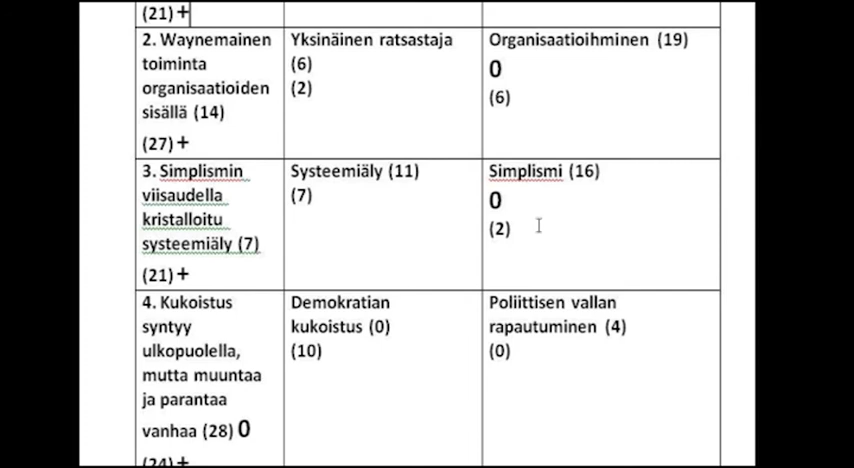 (21) +
2. Waynemainen
toiminta
organisaatioiden
sisällä (14)
(27) +
Yksinäinen ratsastaja
(6)
(2)
Organisaatioihminen (19)
0
(6)
3. Simplismin
viisaudella
kristalloitu
systeemiäly (7)
(21) +
Systeemiäly (11)
(7)
Simplismi (16)
0
(2)
4. Kukoistus
syntyy
ulkopuolella,
mutta muuntaa
ja parantaa
vanhaa (28) 0
(24) +
Demokratian
kukoistus (0)
(10)
Poliittisen vallan
rapautuminen (4)
(0)